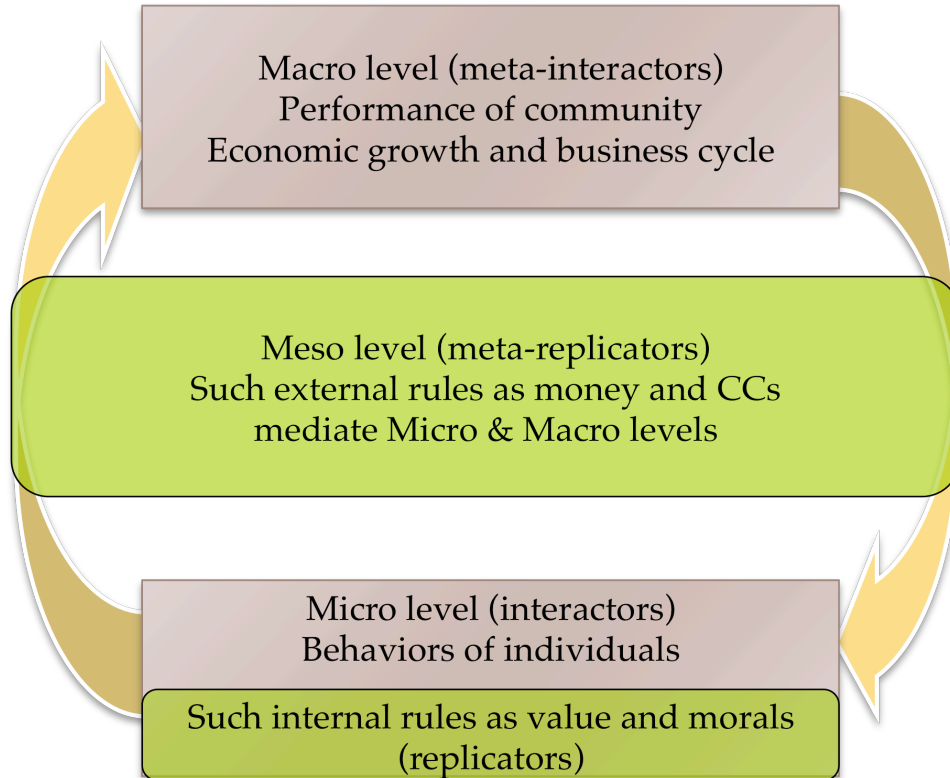 Macro level (meta-interactors)
Performance of community
Economic growth and business cycle
Meso level (meta-replicators)
Such external rules as money and CCs
mediate Micro & Macro levels
Micro level (interactors)
Behaviors of individuals
Such internal rules as value and morals
(replicators)